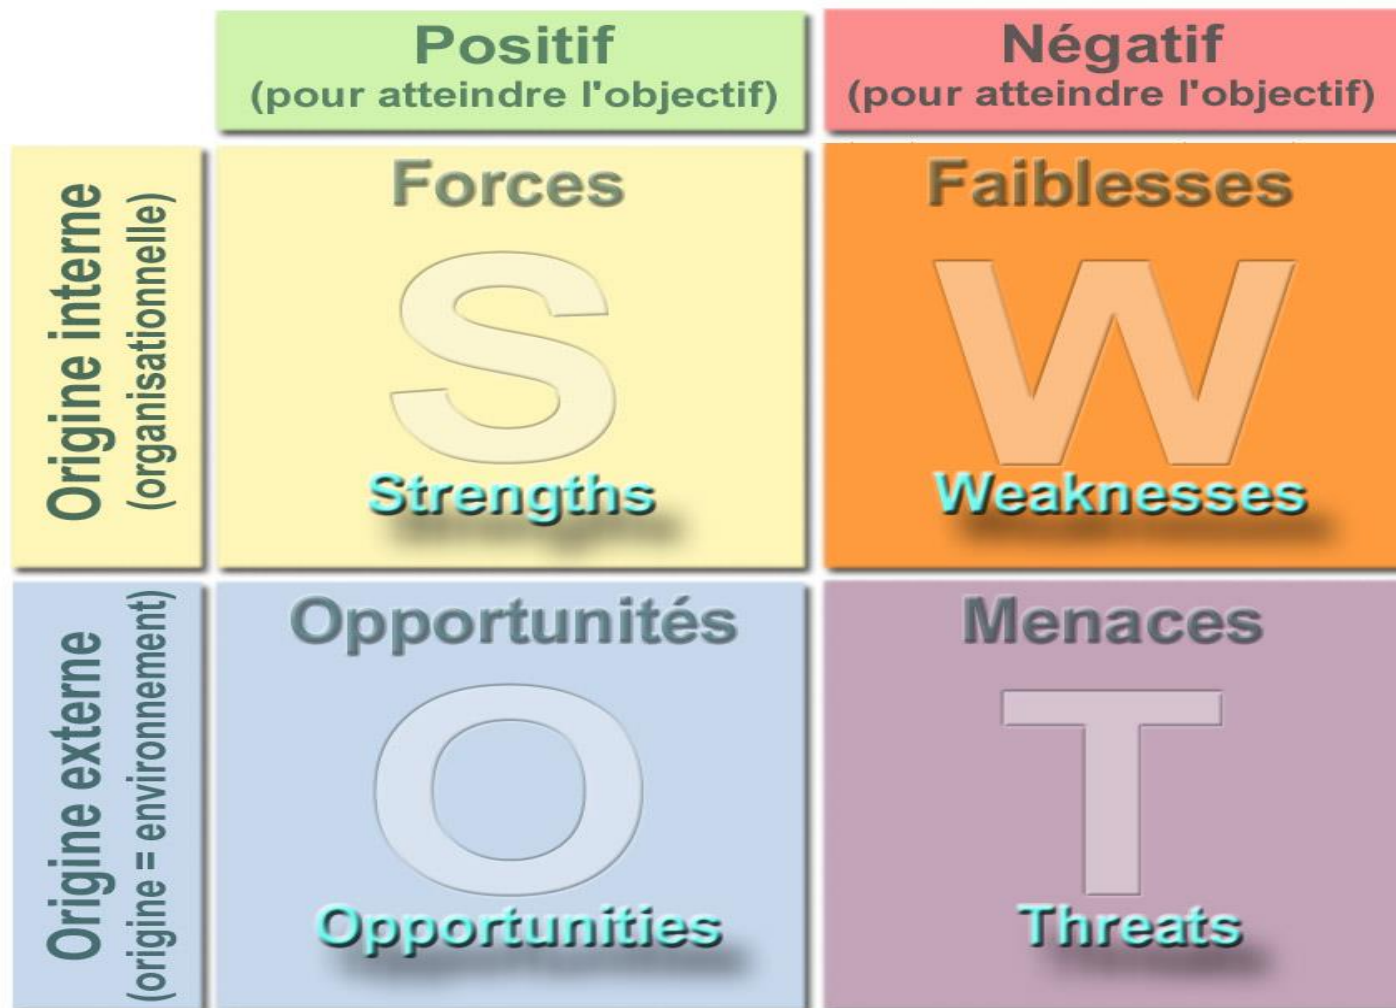 Positif
(pour atteindre l'objectif)
Négatif
(pour atteindre l'objectif)
Origine interne
(organisationnelle)
Forces
S
Strengths
Faiblesses
W
Weaknesses
Origine externe
(origine = environnement)
Opportunités
O
Opportunities
Menaces
T
Threats